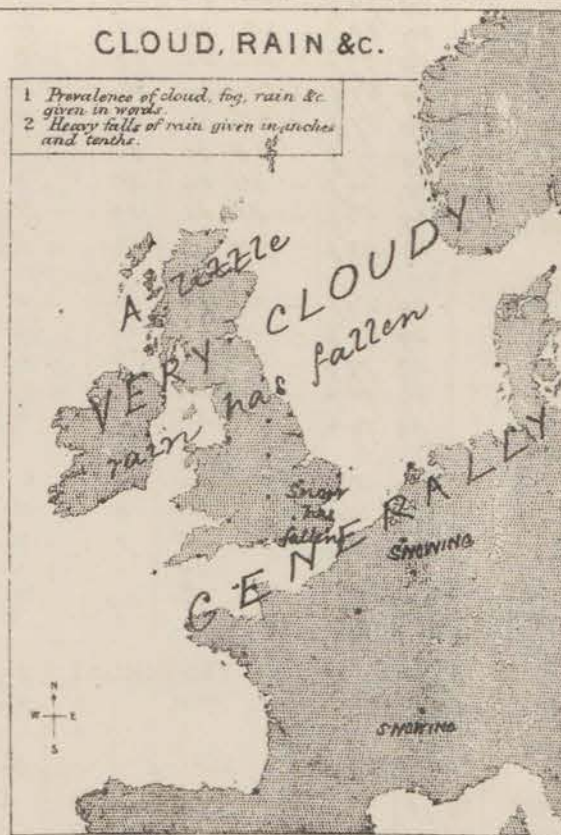 CLOUD, RAIN &c.
1 Prevalence of cloud, fog, rain &c.
given in words.
2 Heavy falls of rain given in inches
and tenths.
A little
VERY CLOUDY
rain has fallen
Snow
has
fallen
GENERALLY
SNOWING
N
W E
S
SNOWING